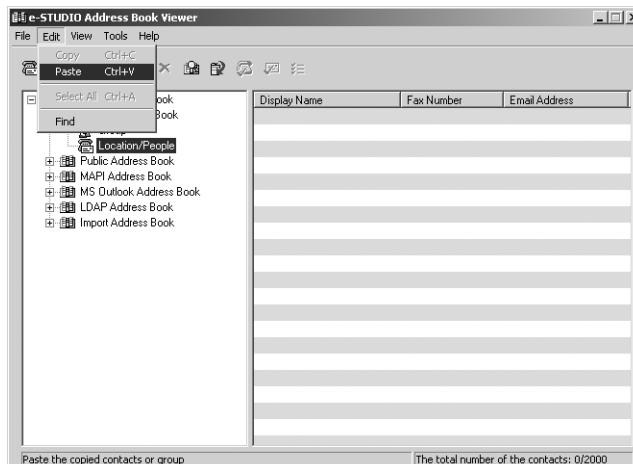 e-STUDIO Address Book Viewer
File Edit View Tools Help
Copy Ctrl+C
Paste Ctrl+V
Select All Ctrl+A
Find
ook
Book
Location/People
Public Address Book
MAPI Address Book
MS Outlook Address Book
LDAP Address Book
Import Address Book
Display Name Fax Number Email Address
Paste the copied contacts or group The total number of the contacts: 0/2000